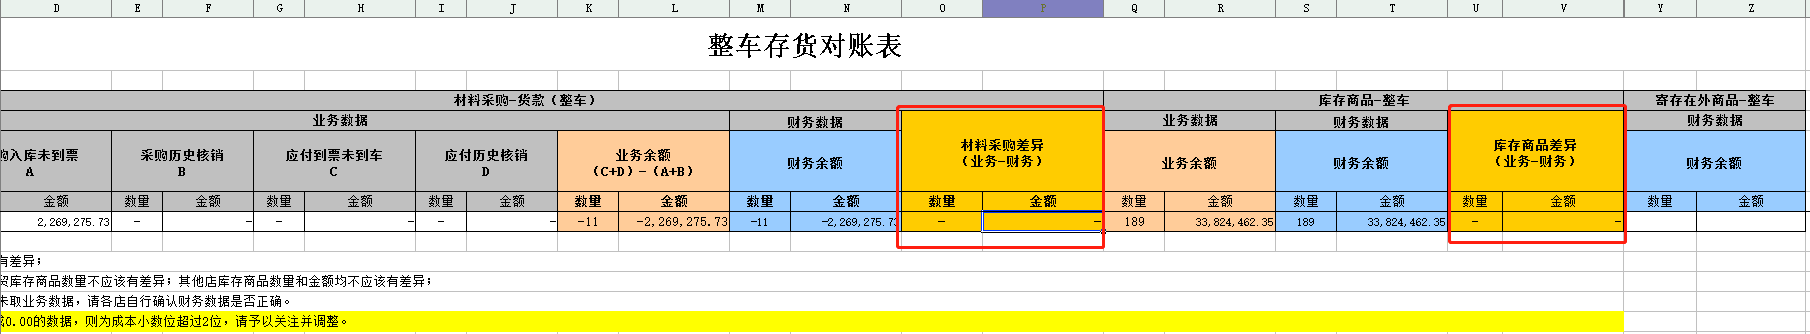 D E F G H I J K L M N O P Q R S T U V Y Z
整车存货对账表
材料采购-货款（整车） 库存商品-整车 寄存在外商品-整车
业务数据 财务数据 材料采购差异 业务数据 财务数据 库存商品差异 财务数据
（业务-财务） （业务-财务）
购入库未到票 采购历史核销 应付到票未到车 应付历史核销 业务余额 财务余额 业务余额 财务余额 财务余额
A B C D （C+D）-（A+B）
金额 数量 金额 数量 金额 数量 金额 数量 金额 数量 金额 数量 金额 数量 金额 数量 金额 数量 金额 数量 金额
2,269,275.73 - - - - - - -11 -2,269,275.73 -11 -2,269,275.73 - - 189 33,824,462.35 189 33,824,462.35 - -
有差异；
库存商品数量不应该有差异；其他店库存商品数量和金额均不应该有差异；
未取业务数据，请各店自行确认财务数据是否正确。
0.00的数据，则为成本小数位超过2位，请予以关注并调整。